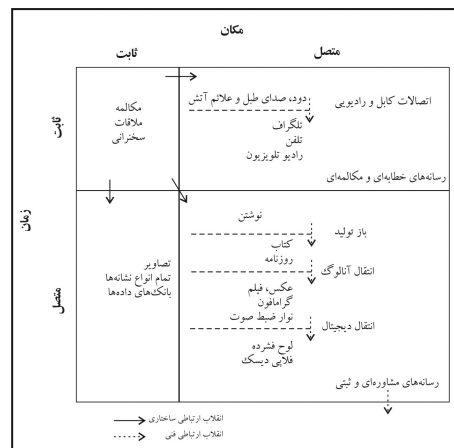 مکان
ثابت
متصل
زمان
ثابت
متصل
مکالمه
ملاقات
سخنرانی
دود، صدای طبل و علائم آتش
اتصالات کابل و رادیویی
تلگراف
تلفن
رادیو تلویزیون
رسانه‌های خطابه‌ای و مکالمه‌ای
تصاویر
تمام انواع نشانه‌ها
بانک‌های داده‌ها
نوشتن
باز تولید
کتاب
روزنامه
انتقال آنالوگ
عکس، فیلم
گرامافون
نوار ضبط صوت
انتقال دیجیتال
لوح فشرده
فلاپی دیسک
رسانه‌های مشاوره‌ای و ثبتی
انقلاب ارتباطی ساختاری
انقلاب ارتباطی فنی